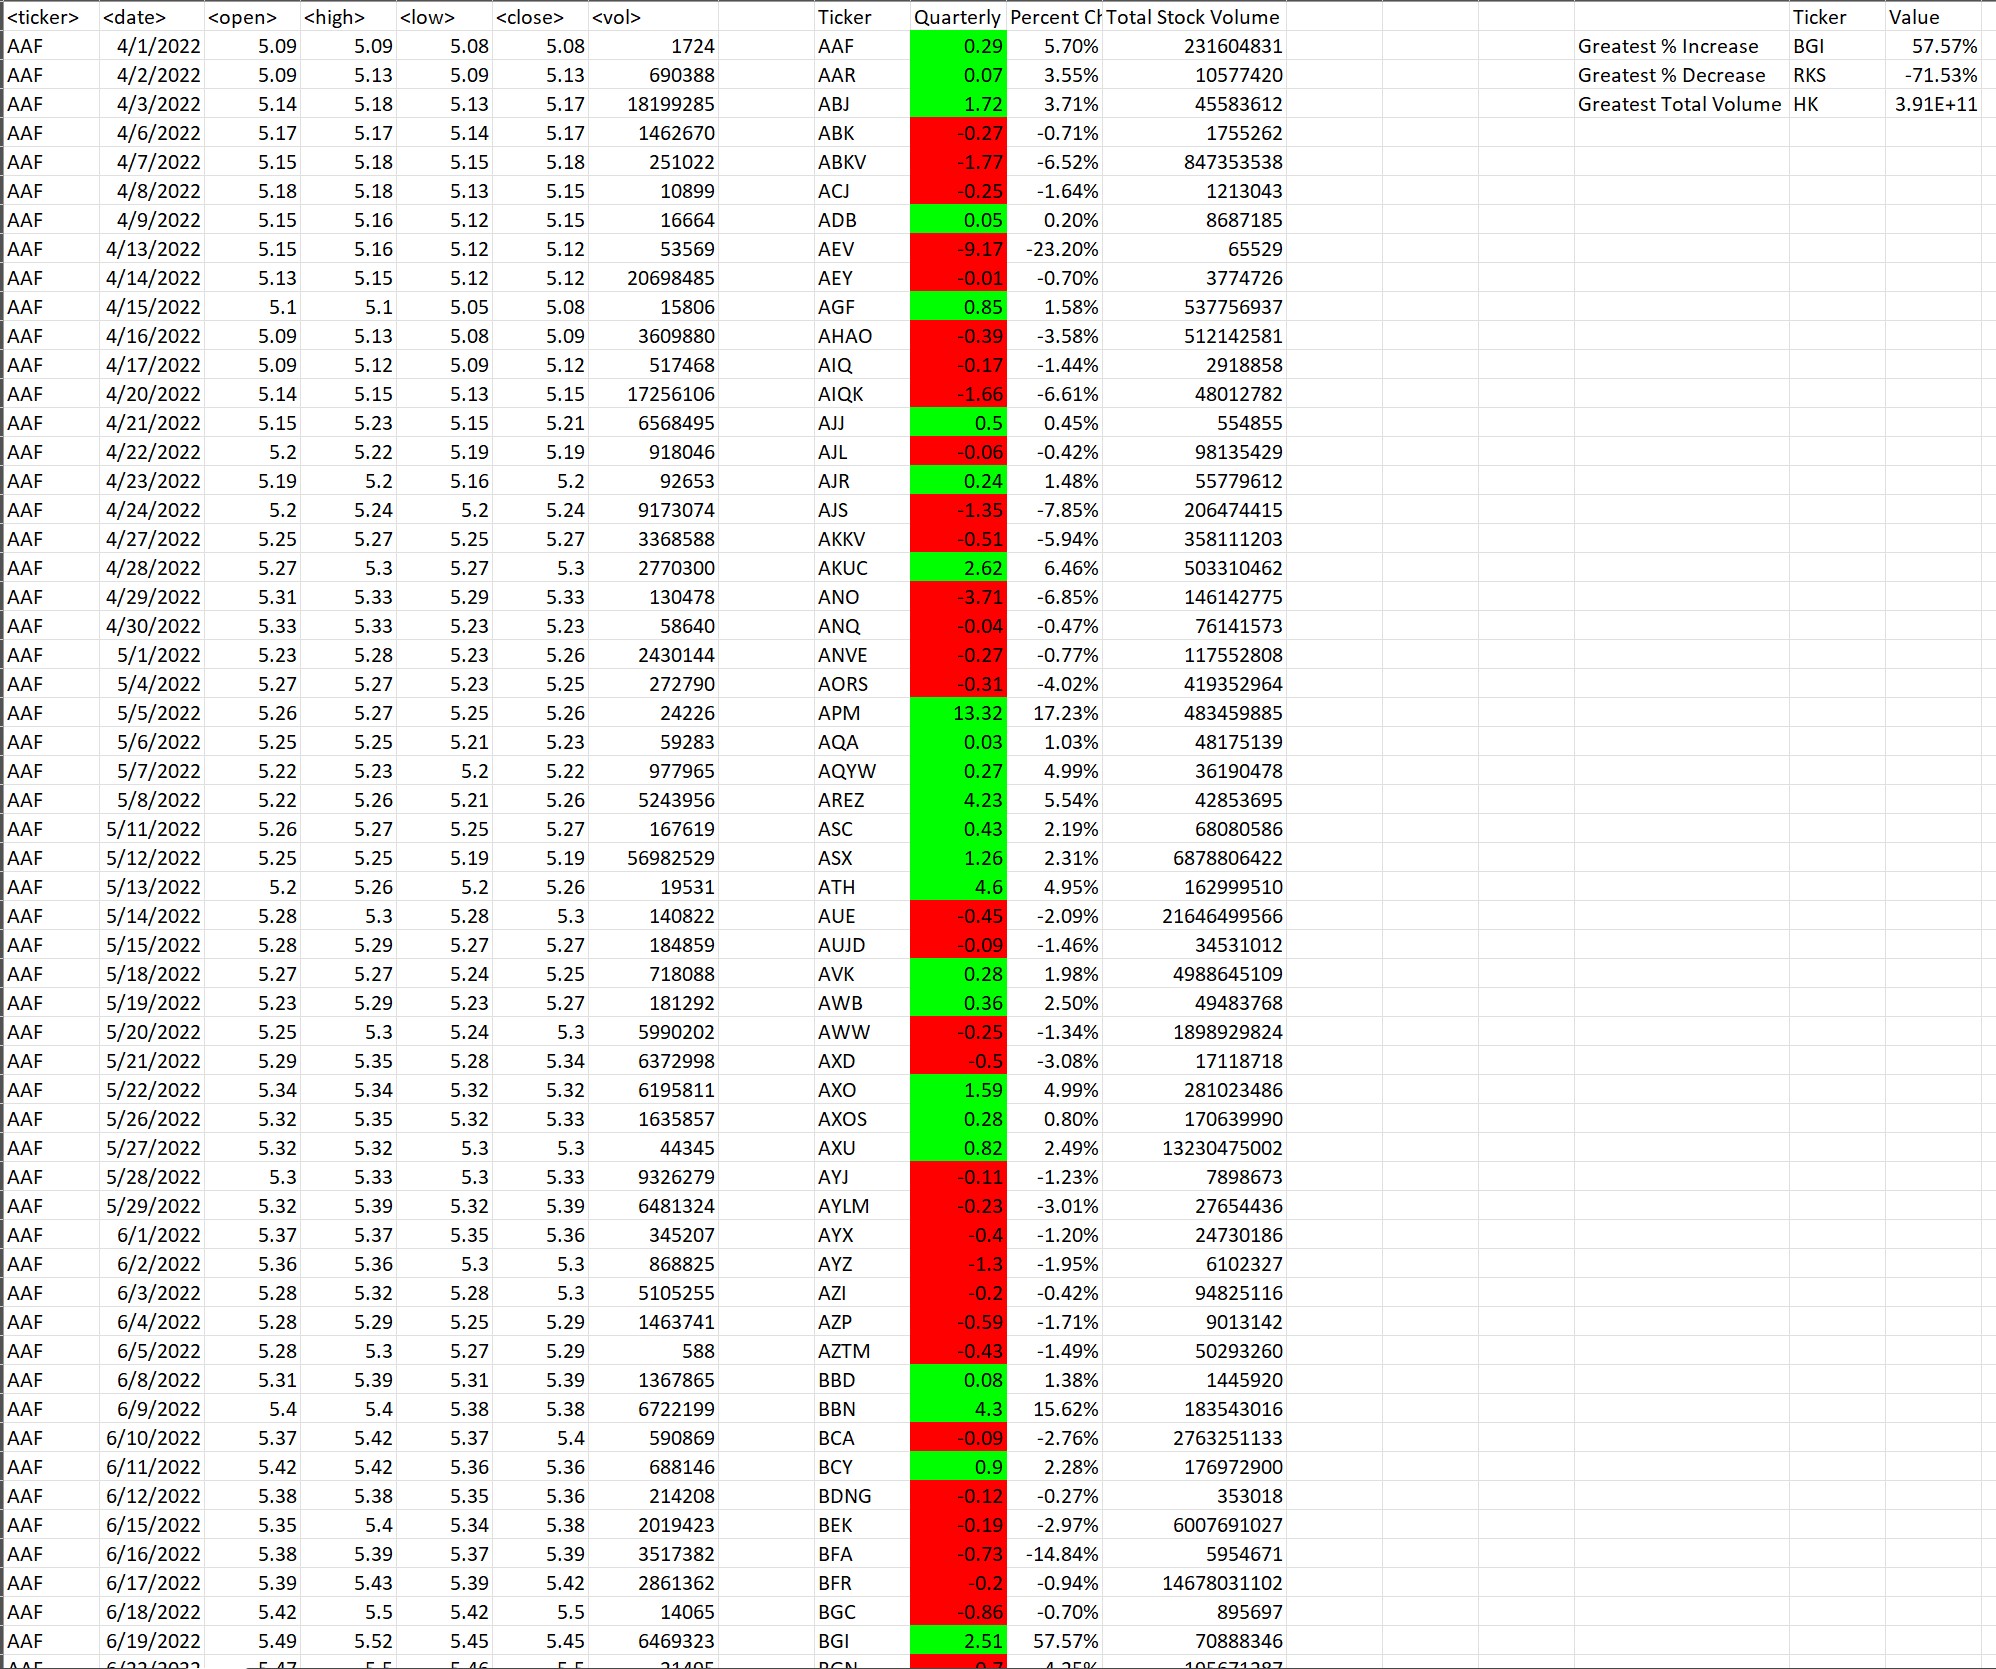 <ticker> <date> <open> <high> <low> <close> <vol> Ticker Quarterly Percent Ch Total Stock Volume Ticker Value
AAF 4/1/2022 5.09 5.09 5.08 5.08 1724 AAF 0.29 5.70% 231604831 Greatest % Increase BGI 57.57%
AAF 4/2/2022 5.09 5.13 5.09 5.13 690388 AAR 0.07 3.55% 10577420 Greatest % Decrease RKS -71.53%
AAF 4/3/2022 5.14 5.18 5.13 5.17 18199285 ABJ 1.72 3.71% 45583612 Greatest Total Volume HK 3.91E+11
AAF 4/6/2022 5.17 5.17 5.14 5.17 1462670 ABK -0.27 -0.71% 1755262
AAF 4/7/2022 5.15 5.18 5.15 5.18 251022 ABKV -1.77 -6.52% 847353538
AAF 4/8/2022 5.18 5.18 5.13 5.15 10899 ACJ -0.25 -1.64% 1213043
AAF 4/9/2022 5.15 5.16 5.12 5.15 16664 ADB 0.05 0.20% 8687185
AAF 4/13/2022 5.15 5.16 5.12 5.12 53569 AEV -9.17 -23.20% 65529
AAF 4/14/2022 5.13 5.15 5.12 5.12 20698485 AEY -0.01 -0.70% 3774726
AAF 4/15/2022 5.1 5.1 5.05 5.08 15806 AGF 0.85 1.58% 537756937
AAF 4/16/2022 5.09 5.13 5.08 5.09 3609880 AHAO -0.39 -3.58% 512142581
AAF 4/17/2022 5.09 5.12 5.09 5.12 517468 AIQ -0.17 -1.44% 2918858
AAF 4/20/2022 5.14 5.15 5.13 5.15 17256106 AIQK -1.66 -6.61% 48012782
AAF 4/21/2022 5.15 5.23 5.15 5.21 6568495 AJJ 0.5 0.45% 554855
AAF 4/22/2022 5.2 5.22 5.19 5.19 918046 AJL -0.06 -0.42% 98135429
AAF 4/23/2022 5.19 5.2 5.16 5.2 92653 AJR 0.24 1.48% 55779612
AAF 4/24/2022 5.2 5.24 5.2 5.24 9173074 AJS -1.35 -7.85% 206474415
AAF 4/27/2022 5.25 5.27 5.25 5.27 3368588 AKKV -0.51 -5.94% 358111203
AAF 4/28/2022 5.27 5.3 5.27 5.3 2770300 AKUC 2.62 6.46% 503310462
AAF 4/29/2022 5.31 5.33 5.29 5.33 130478 ANO -3.71 -6.85% 146142775
AAF 4/30/2022 5.33 5.33 5.23 5.23 58640 ANQ -0.04 -0.47% 76141573
AAF 5/1/2022 5.23 5.28 5.23 5.26 2430144 ANVE -0.27 -0.77% 117552808
AAF 5/4/2022 5.27 5.27 5.23 5.25 272790 AORS -0.31 -4.02% 419352964
AAF 5/5/2022 5.26 5.27 5.25 5.26 24226 APM 13.32 17.23% 483459885
AAF 5/6/2022 5.25 5.25 5.21 5.23 59283 AQA 0.03 1.03% 48175139
AAF 5/7/2022 5.22 5.23 5.2 5.22 977965 AQYW 0.27 4.99% 36190478
AAF 5/8/2022 5.22 5.26 5.21 5.26 5243956 AREZ 4.23 5.54% 42853695
AAF 5/11/2022 5.26 5.27 5.25 5.27 167619 ASC 0.43 2.19% 68080586
AAF 5/12/2022 5.25 5.25 5.19 5.19 56982529 ASX 1.26 2.31% 6878806422
AAF 5/13/2022 5.2 5.26 5.2 5.26 19531 ATH 4.6 4.95% 162999510
AAF 5/14/2022 5.28 5.3 5.28 5.3 140822 AUE -0.45 -2.09% 21646499566
AAF 5/15/2022 5.28 5.29 5.27 5.27 184859 AUJD -0.09 -1.46% 34531012
AAF 5/18/2022 5.27 5.27 5.24 5.25 718088 AVK 0.28 1.98% 4988645109
AAF 5/19/2022 5.23 5.29 5.23 5.27 181292 AWB 0.36 2.50% 49483768
AAF 5/20/2022 5.25 5.3 5.24 5.3 5990202 AWW -0.25 -1.34% 1898929824
AAF 5/21/2022 5.29 5.35 5.28 5.34 6372998 AXD -0.5 -3.08% 17118718
AAF 5/22/2022 5.34 5.34 5.32 5.32 6195811 AXO 1.59 4.99% 281023486
AAF 5/26/2022 5.32 5.35 5.32 5.33 1635857 AXOS 0.28 0.80% 170639990
AAF 5/27/2022 5.32 5.32 5.3 5.3 44345 AXU 0.82 2.49% 13230475002
AAF 5/28/2022 5.3 5.33 5.3 5.33 9326279 AYJ -0.11 -1.23% 7898673
AAF 5/29/2022 5.32 5.39 5.32 5.39 6481324 AYLM -0.23 -3.01% 27654436
AAF 6/1/2022 5.37 5.37 5.35 5.36 345207 AYX -0.4 -1.20% 24730186
AAF 6/2/2022 5.36 5.36 5.3 5.3 868825 AYZ -1.3 -1.95% 6102327
AAF 6/3/2022 5.28 5.32 5.28 5.3 5105255 AZI -0.2 -0.42% 94825116
AAF 6/4/2022 5.28 5.29 5.25 5.29 1463741 AZP -0.59 -1.71% 9013142
AAF 6/5/2022 5.28 5.3 5.27 5.29 588 AZTM -0.43 -1.49% 50293260
AAF 6/8/2022 5.31 5.39 5.31 5.39 1367865 BBD 0.08 1.38% 1445920
AAF 6/9/2022 5.4 5.4 5.38 5.38 6722199 BBN 4.3 15.62% 183543016
AAF 6/10/2022 5.37 5.42 5.37 5.4 590869 BCA -0.09 -2.76% 2763251133
AAF 6/11/2022 5.42 5.42 5.36 5.36 688146 BCY 0.9 2.28% 176972900
AAF 6/12/2022 5.38 5.38 5.35 5.36 214208 BDNG -0.12 -0.27% 353018
AAF 6/15/2022 5.35 5.4 5.34 5.38 2019423 BEK -0.19 -2.97% 6007691027
AAF 6/16/2022 5.38 5.39 5.37 5.39 3517382 BFA -0.73 -14.84% 5954671
AAF 6/17/2022 5.39 5.43 5.39 5.42 2861362 BFR -0.2 -0.94% 14678031102
AAF 6/18/2022 5.42 5.5 5.42 5.5 14065 BGC -0.86 -0.70% 895697
AAF 6/19/2022 5.49 5.52 5.45 5.45 6469323 BGI 2.51 57.57% 70888346